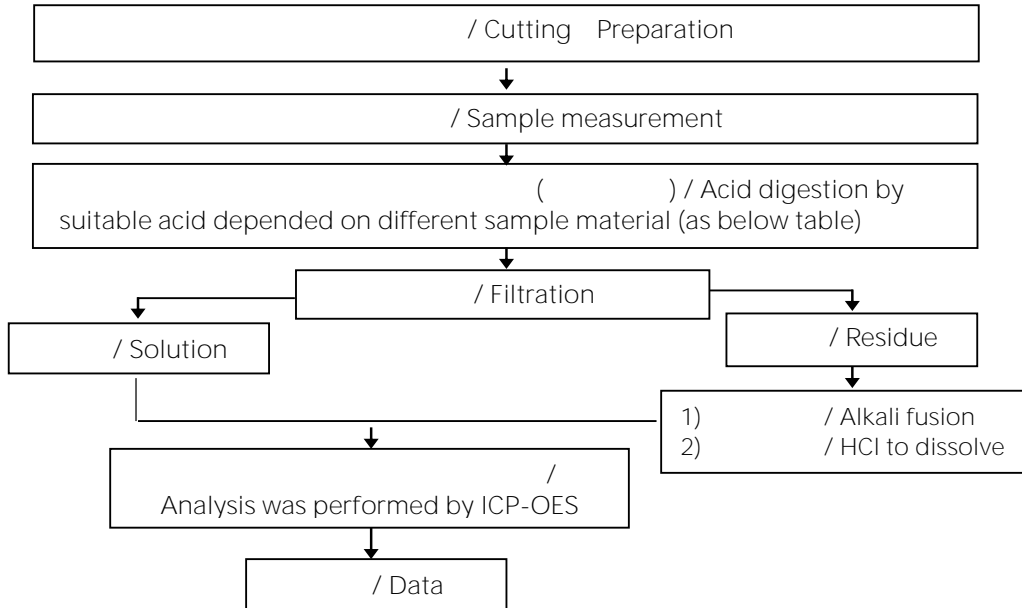 / Cutting Preparation
/ Sample measurement
( ) / Acid digestion by
suitable acid depended on different sample material (as below table)
/ Filtration
/ Solution
/ Residue
1) / Alkali fusion
2) / HCl to dissolve
/
Analysis was performed by ICP-OES
/ Data